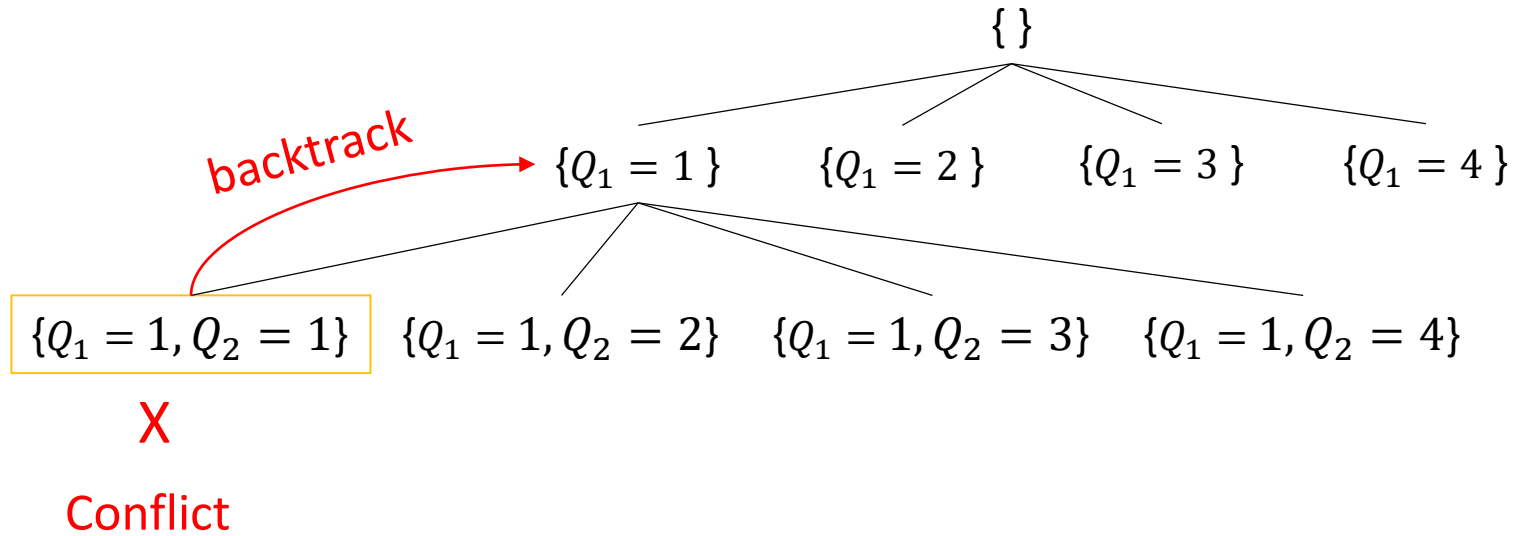 { }
backtrack
{Q₁ = 1 } {Q₁ = 2 } {Q₁ = 3 } {Q₁ = 4 }
{Q₁ = 1, Q₂ = 1} {Q₁ = 1, Q₂ = 2} {Q₁ = 1, Q₂ = 3} {Q₁ = 1, Q₂ = 4}
X
Conflict